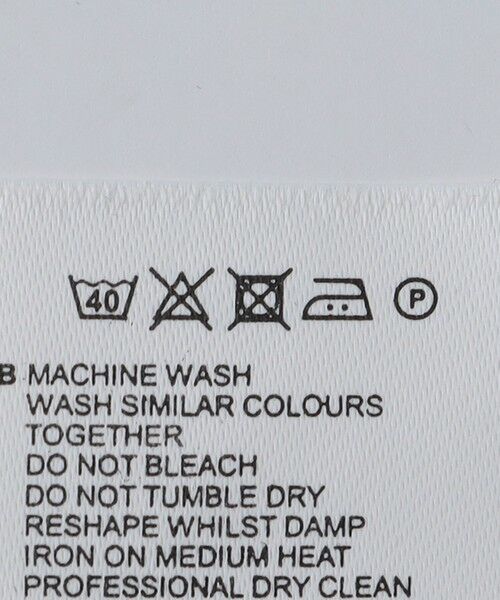 40 P
B MACHINE WASH
WASH SIMILAR COLOURS
TOGETHER
DO NOT BLEACH
DO NOT TUMBLE DRY
RESHAPE WHILST DAMP
IRON ON MEDIUM HEAT
PROFESSIONAL DRY CLEAN